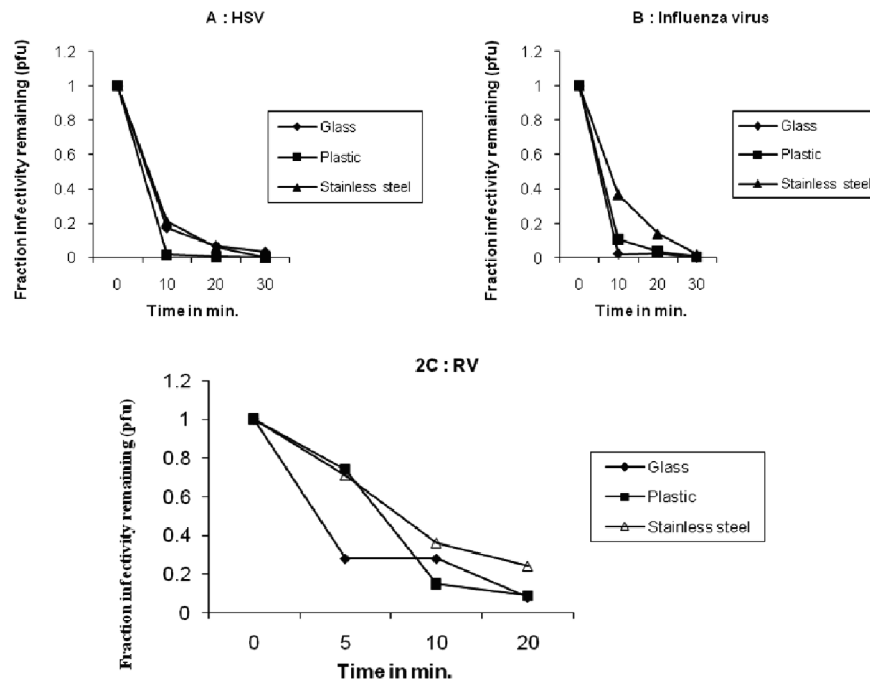 A : HSV
Fraction infectivity remaining (pfu)
1.2
1
0.8
0.6
0.4
0.2
0
0 10 20 30
Time in min.
Glass
Plastic
Stainless steel
B : Influenza virus
Fraction infectivity remaining (pfu)
1.2
1
0.8
0.6
0.4
0.2
0
0 10 20 30
Time in min.
Glass
Plastic
Stainless steel
2C : RV
Fraction infectivity remaining (pfu)
1.2
1
0.8
0.6
0.4
0.2
0
0 5 10 20
Time in min.
Glass
Plastic
Stainless steel